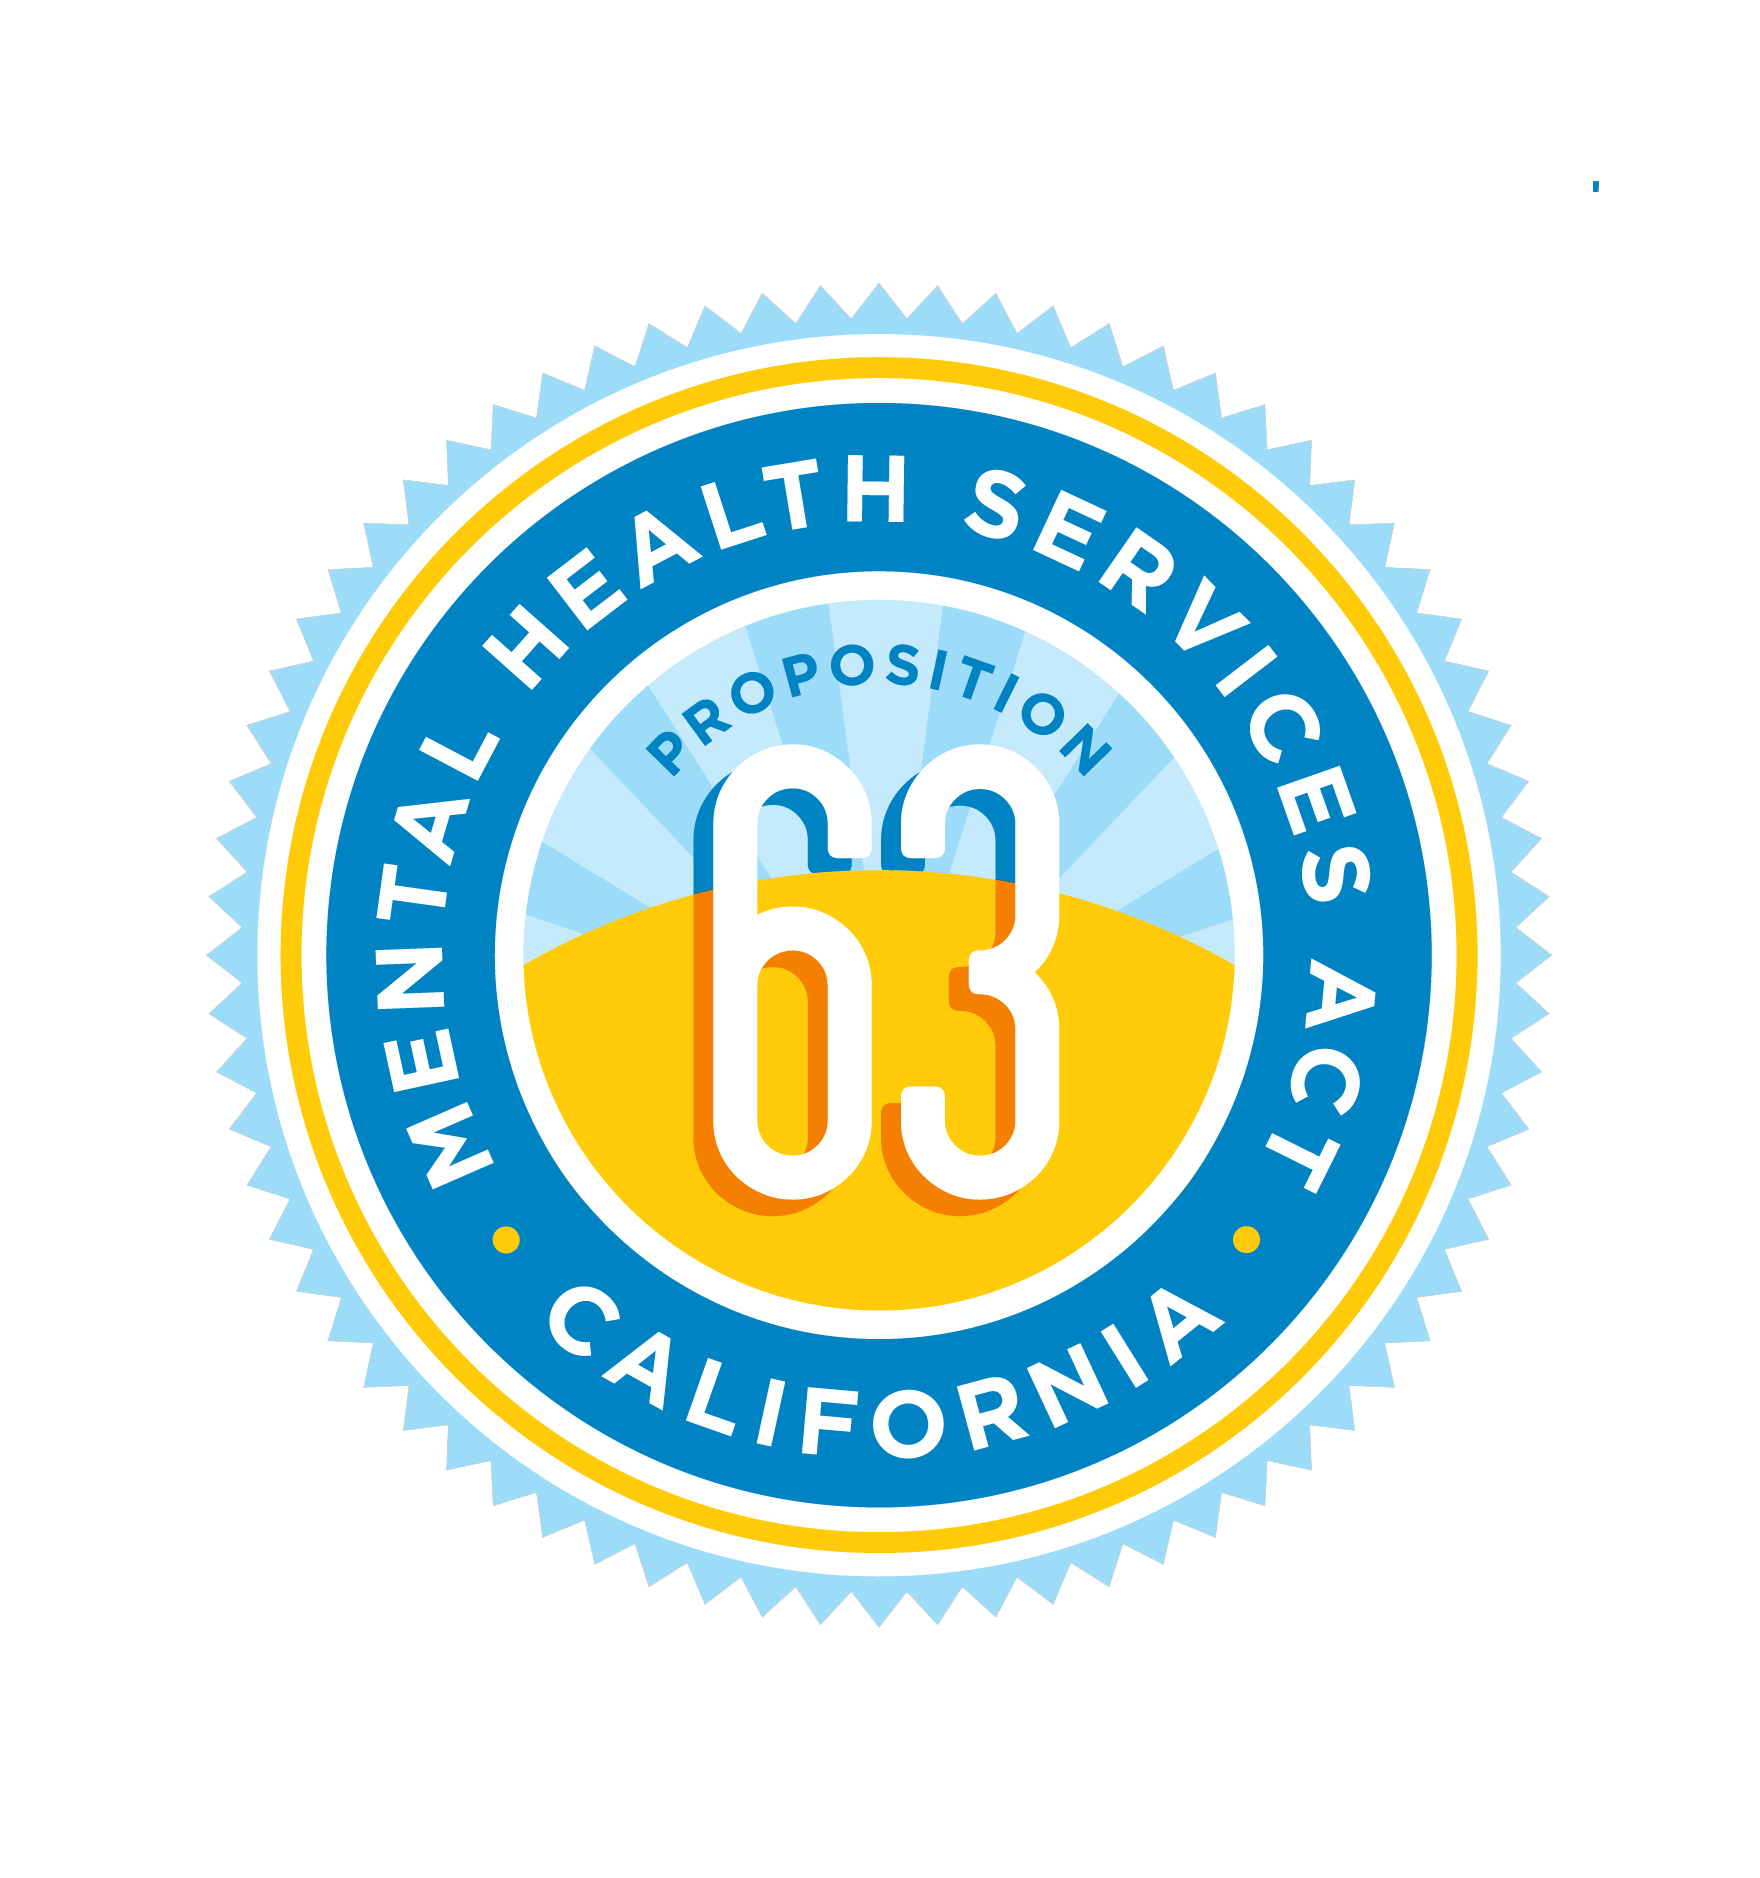 MENTAL HEALTH SERVICES ACT
PROPOSITION
63
• CALIFORNIA •